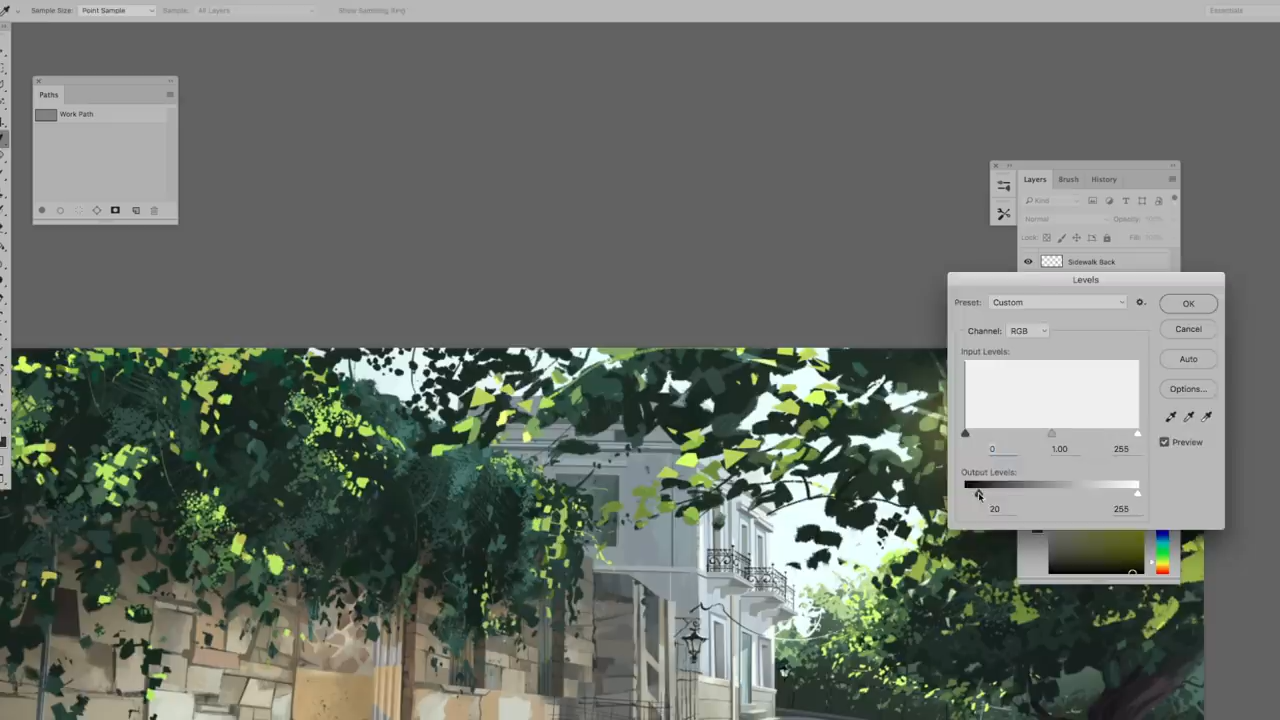 Sample Size: Point Sample Sample: All Layers Show Sampling Ring Essentials
Paths
Work Path
Layers Brush History
Kind
Normal Opacity: 100%
Lock: Fill: 100%
Sidewalk Back
Levels
Preset: Custom OK
Channel: RGB Cancel
Input Levels:
Auto
Options...
Preview
0 1.00 255
Output Levels:
20 255